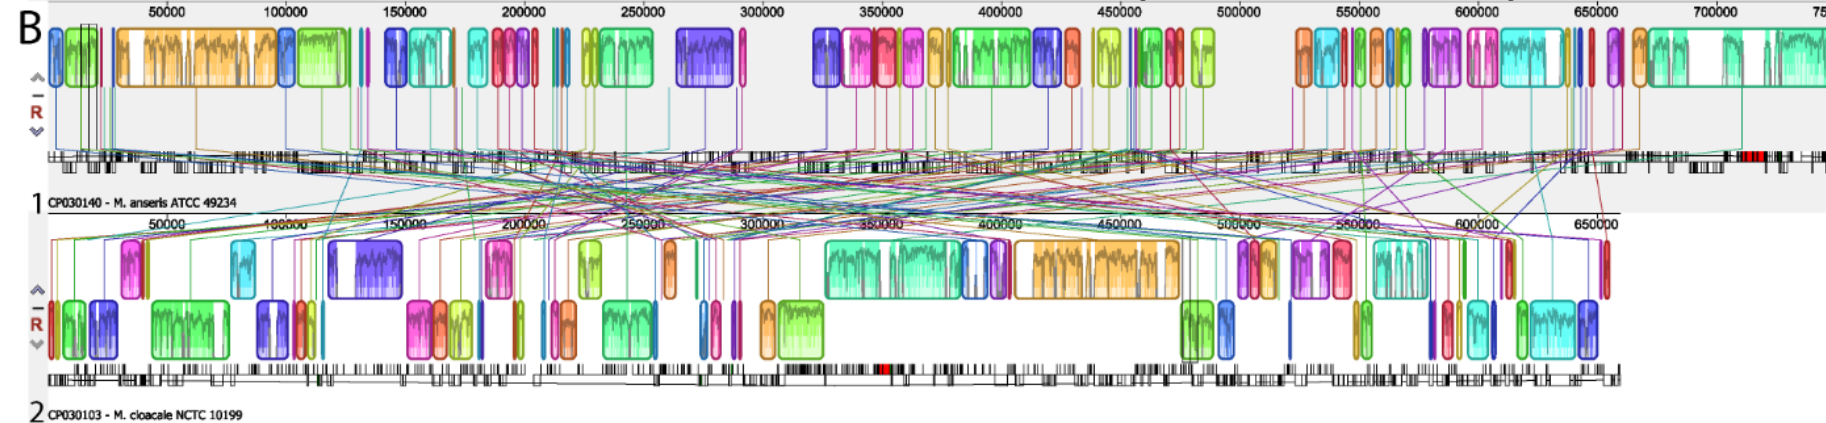 B
50000 100000 150000 200000 250000 300000 350000 400000 450000 500000 550000 600000 650000 700000
R
1 CP030140 - M. anseris ATCC 49234
50000 100000 150000 200000 250000 300000 350000 400000 450000 500000 550000 600000 650000
R
2 CP030103 - M. cloacale NCTC 10199